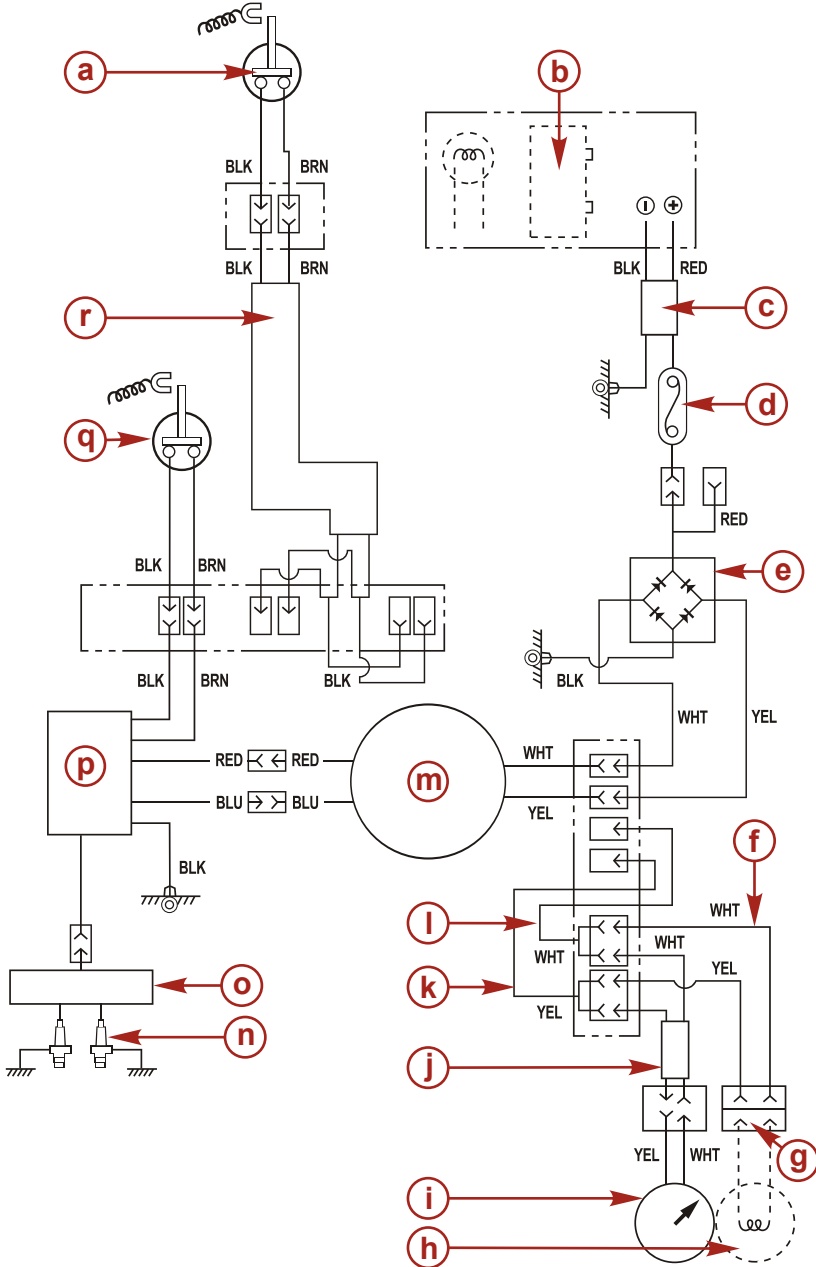 a
b
BLK
BRN
BLK
BRN
− +
BLK
RED
c
r
d
q
RED
BLK
BRN
e
BLK
BLK
BRN
BLK
WHT
YEL
p
RED
RED
m
WHT
BLU
BLU
YEL
BLK
f
WHT
l
WHT
WHT
YEL
k
YEL
o
n
j
g
YEL
WHT
i
h